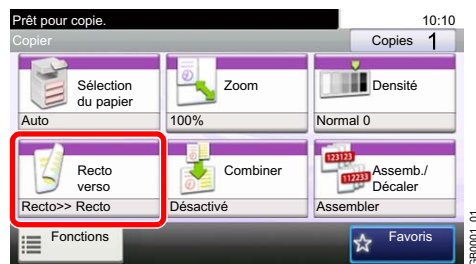 Prêt pour copie.
10:10
Copier
Copies 1
Sélection
du papier
Auto
Zoom
100%
Densité
Normal 0
Recto
verso
Recto>> Recto
Combiner
Désactivé
123123
112233
Assemb./
Décaler
Assembler
Fonctions
Favoris